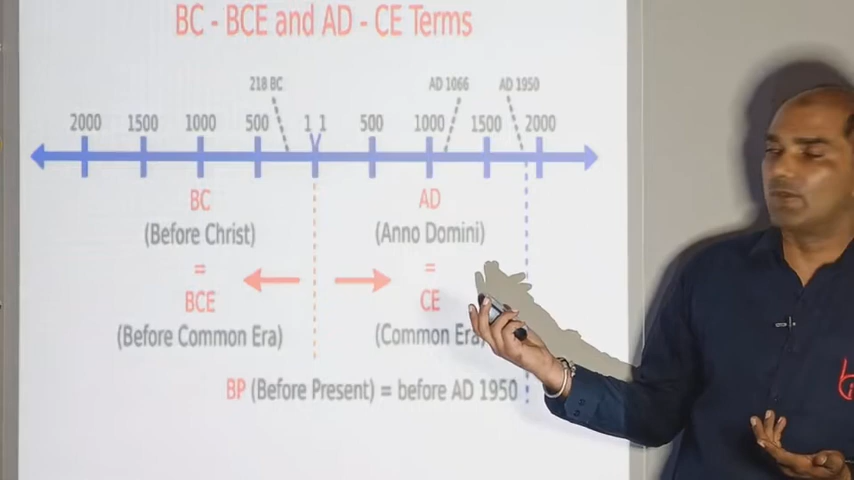 BC - BCE and AD - CE Terms
218 BC AD 1066 AD 1950
2000 1500 1000 500 1 1 500 1000 1500 2000
BC AD
(Before Christ) (Anno Domini)
= =
BCE CE
(Before Common Era) (Common Era)
BP (Before Present) = before AD 1950